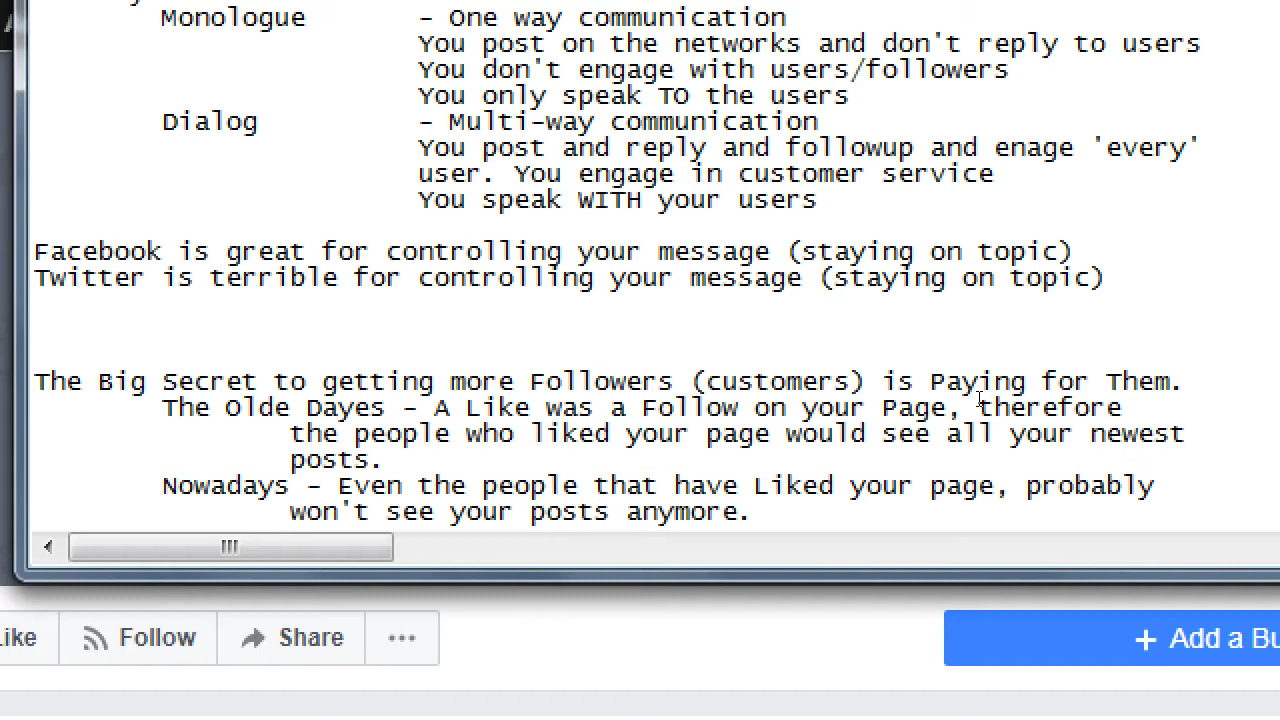 Monologue - One way communication
You post on the networks and don't reply to users
You don't engage with users/followers
You only speak TO the users
Dialog - Multi-way communication
You post and reply and followup and enage 'every'
user. You engage in customer service
You speak WITH your users
Facebook is great for controlling your message (staying on topic)
Twitter is terrible for controlling your message (staying on topic)
The Big Secret to getting more Followers (customers) is Paying for Them.
The Olde Dayes - A Like was a Follow on your Page, therefore
the people who liked your page would see all your newest
posts.
Nowadays - Even the people that have Liked your page, probably
won't see your posts anymore.
Follow Share ... + Add a